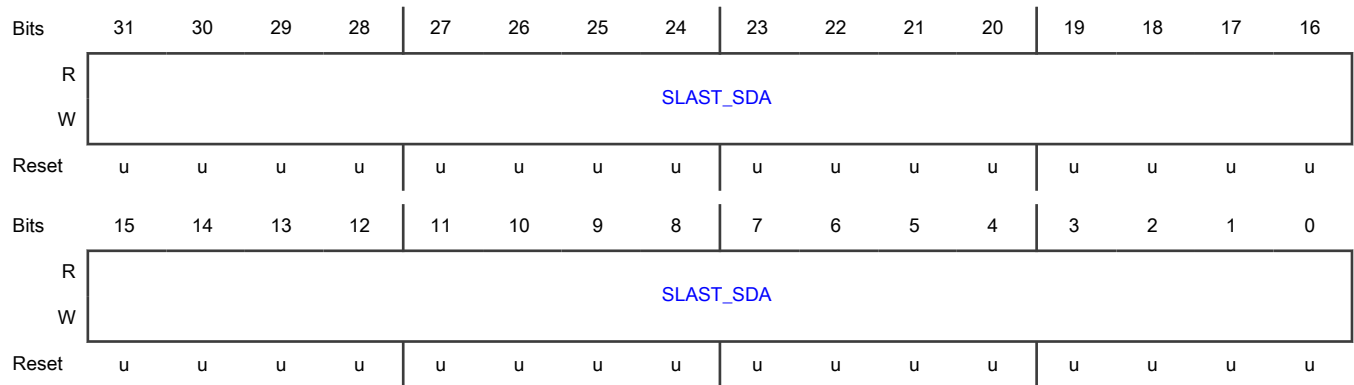 Bits 31 30 29 28 27 26 25 24 23 22 21 20 19 18 17 16
R
SLAST_SDA
W
Reset u u u u u u u u u u u u u u u u
Bits 15 14 13 12 11 10 9 8 7 6 5 4 3 2 1 0
R
SLAST_SDA
W
Reset u u u u u u u u u u u u u u u u